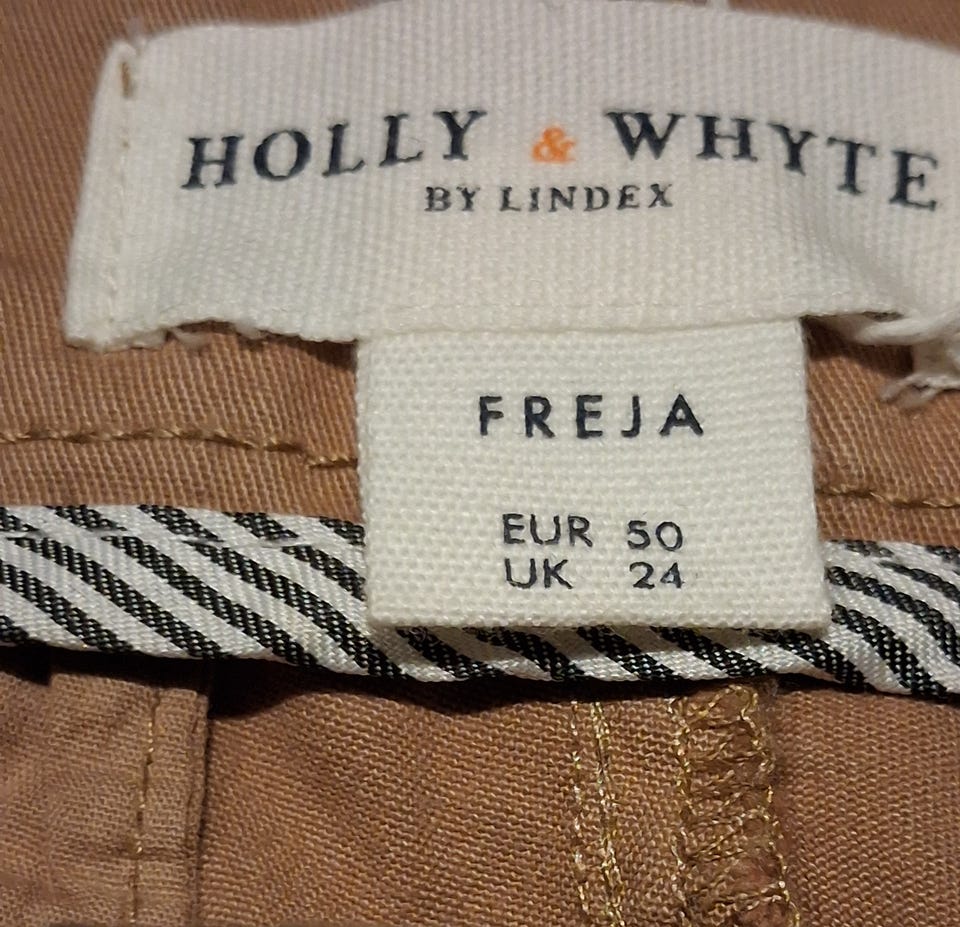 HOLLY & WHYTE
BY LINDEX
FREJA
EUR 50
UK 24